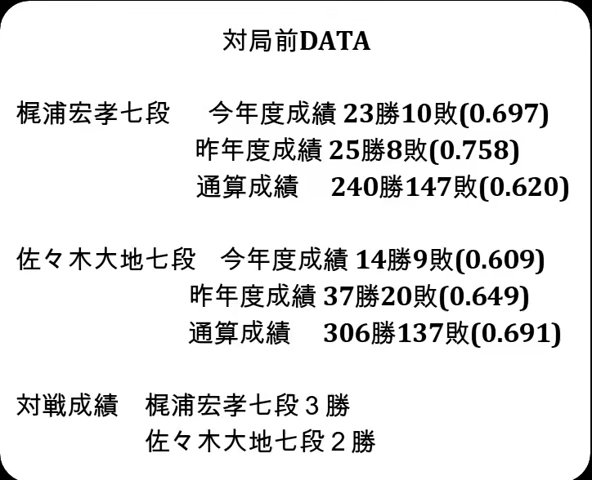 対局前DATA
梶浦宏孝七段 今年度成績 23勝10敗(0.697)
昨年度成績 25勝8敗(0.758)
通算成績 240勝147敗(0.620)
佐々木大地七段 今年度成績 14勝9敗(0.609)
昨年度成績 37勝20敗(0.649)
通算成績 306勝137敗(0.691)
対戦成績 梶浦宏孝七段３勝
佐々木大地七段２勝